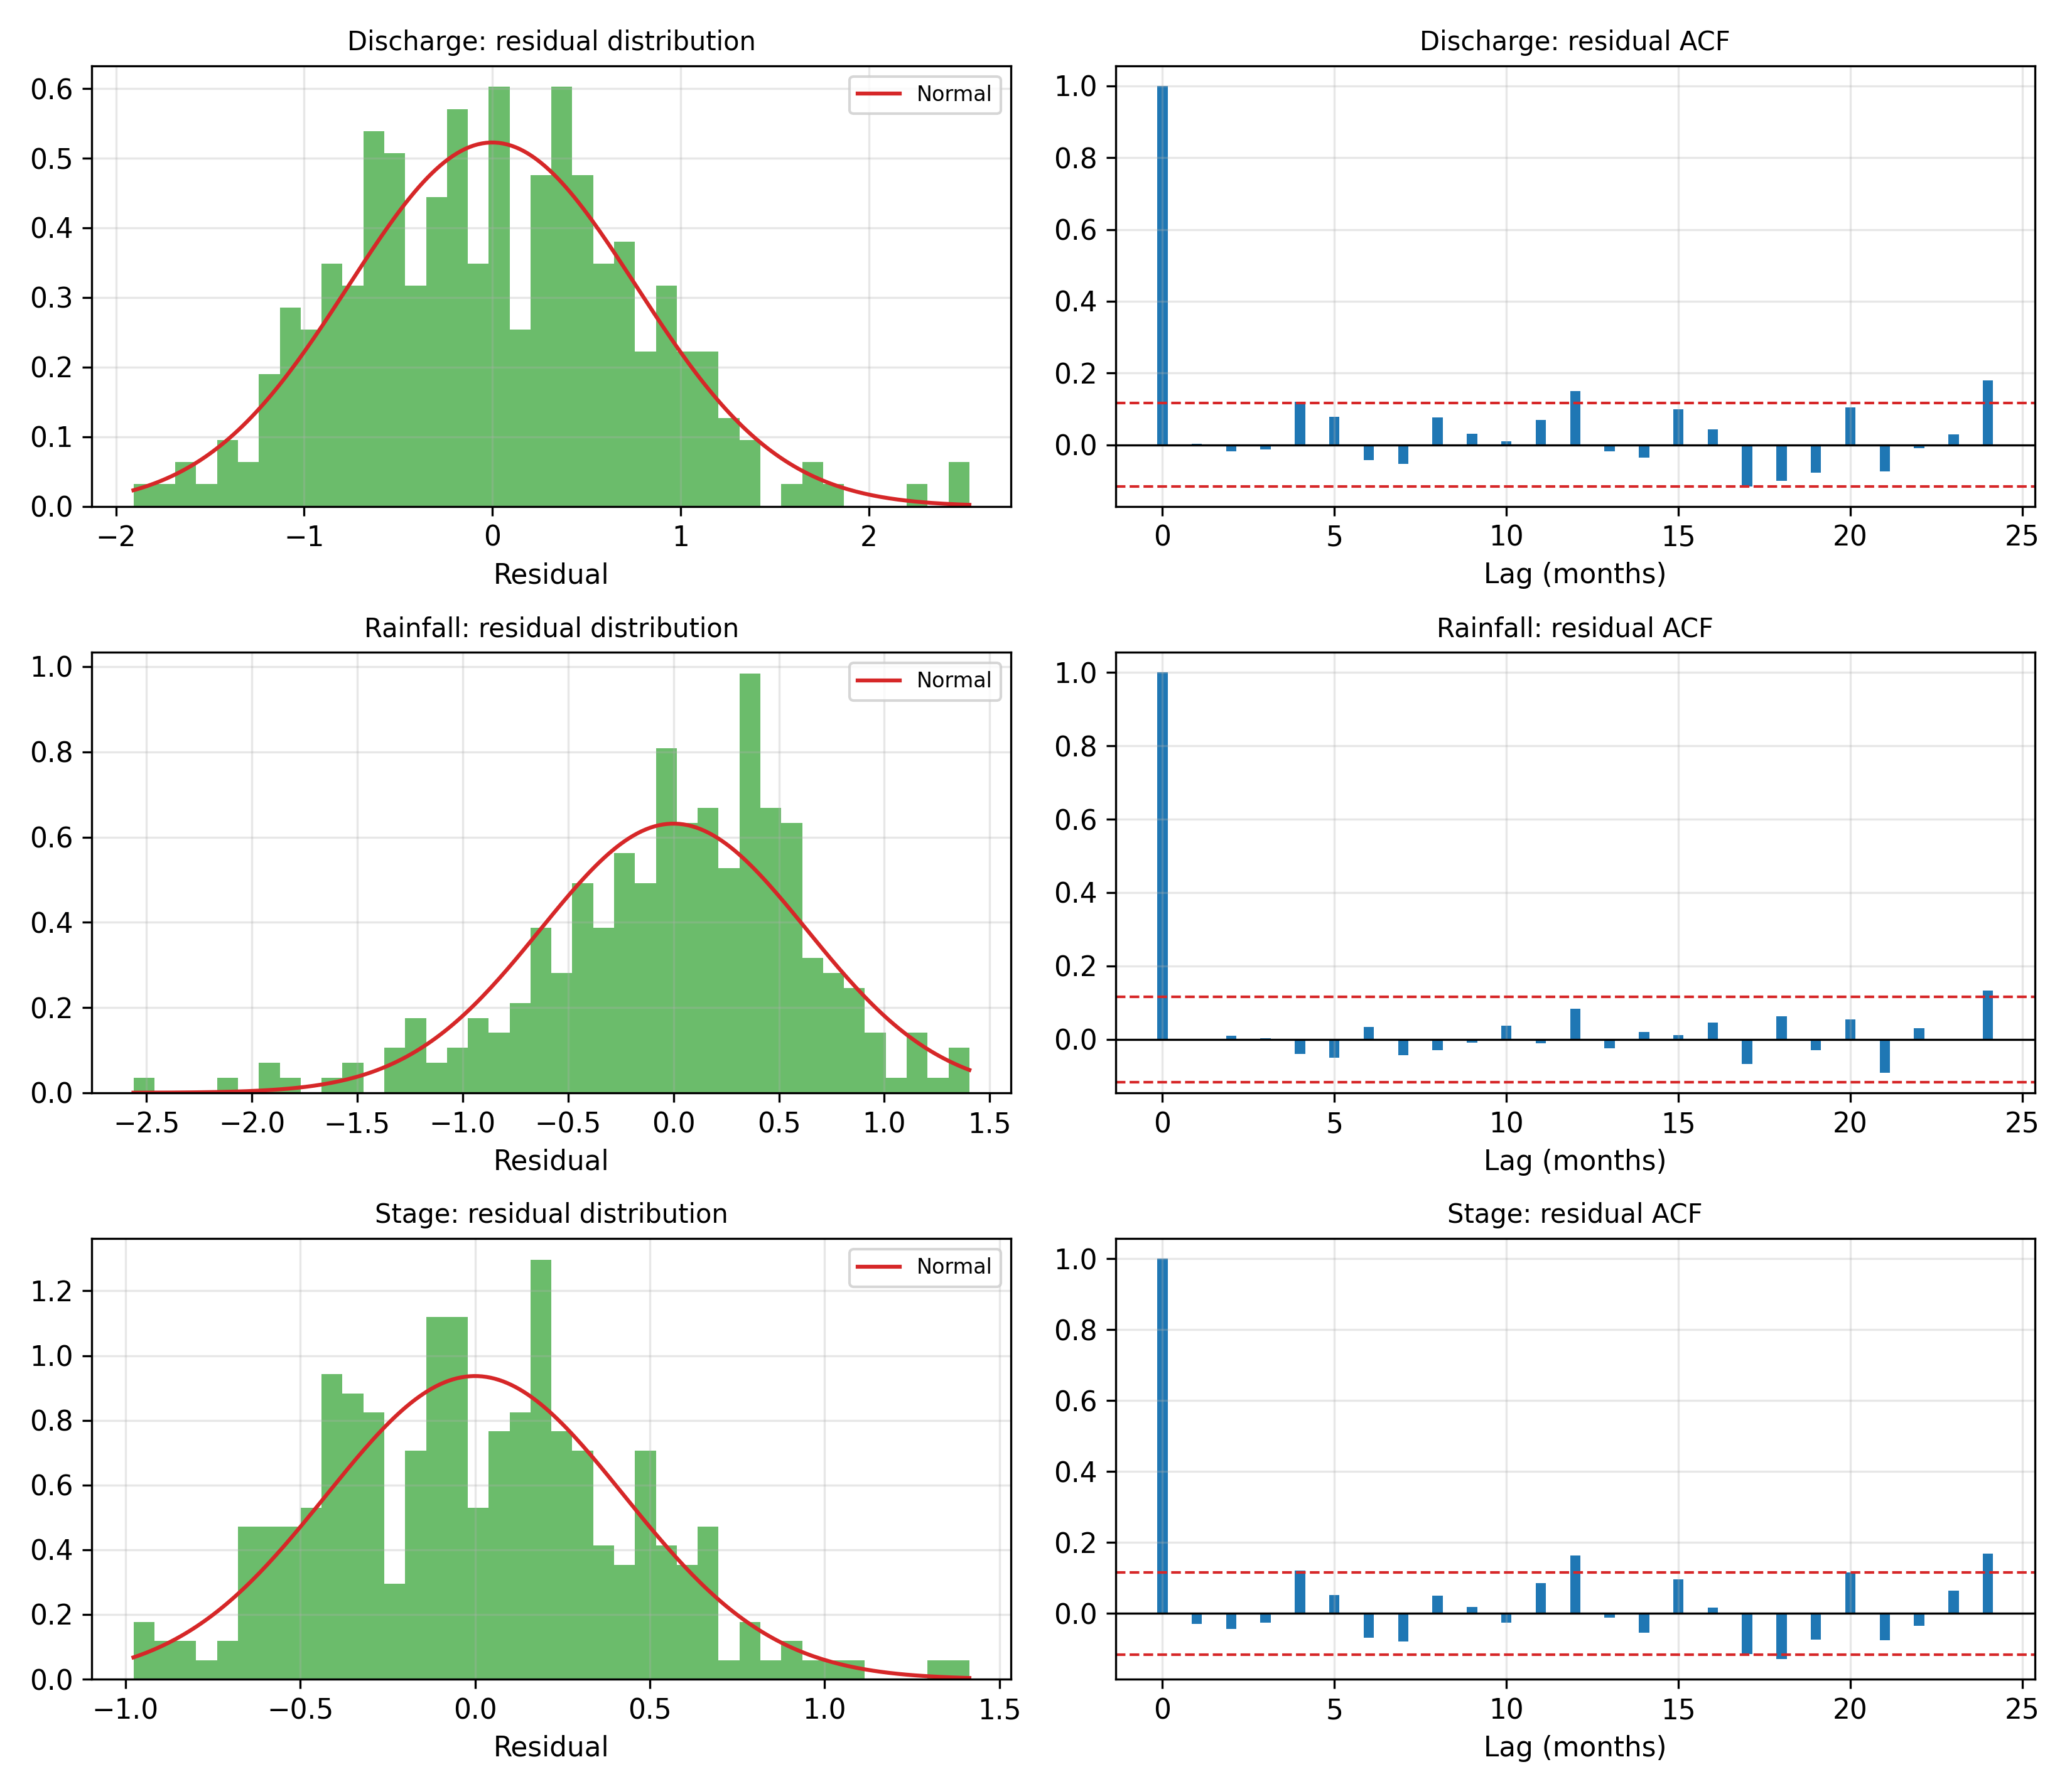 Discharge: residual distribution
0.6
0.5
0.4
0.3
0.2
0.1
0.0
Normal
−2 −1 0 1 2
Residual
Discharge: residual ACF
1.0
0.8
0.6
0.4
0.2
0.0
0 5 10 15 20 25
Lag (months)
Rainfall: residual distribution
1.0
0.8
0.6
0.4
0.2
0.0
Normal
−2.5 −2.0 −1.5 −1.0 −0.5 0.0 0.5 1.0 1.5
Residual
Rainfall: residual ACF
1.0
0.8
0.6
0.4
0.2
0.0
0 5 10 15 20 25
Lag (months)
Stage: residual distribution
1.2
1.0
0.8
0.6
0.4
0.2
0.0
Normal
−1.0 −0.5 0.0 0.5 1.0 1.5
Residual
Stage: residual ACF
1.0
0.8
0.6
0.4
0.2
0.0
0 5 10 15 20 25
Lag (months)